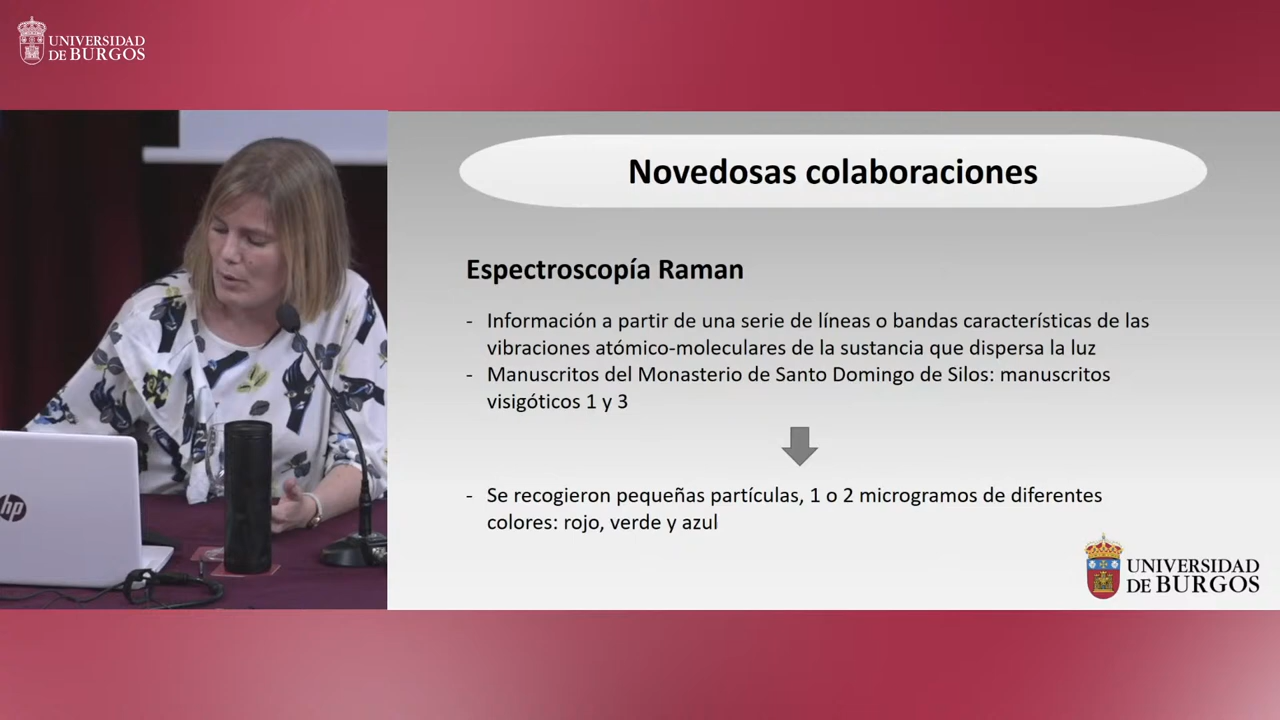 UNIVERSIDAD
DE BURGOS
Novedosas colaboraciones
Espectroscopía Raman
- Información a partir de una serie de líneas o bandas características de las
vibraciones atómico-moleculares de la sustancia que dispersa la luz
- Manuscritos del Monasterio de Santo Domingo de Silos: manuscritos
visigóticos 1 y 3
- Se recogieron pequeñas partículas, 1 o 2 microgramos de diferentes
colores: rojo, verde y azul
hp
UNIVERSIDAD
DE BURGOS